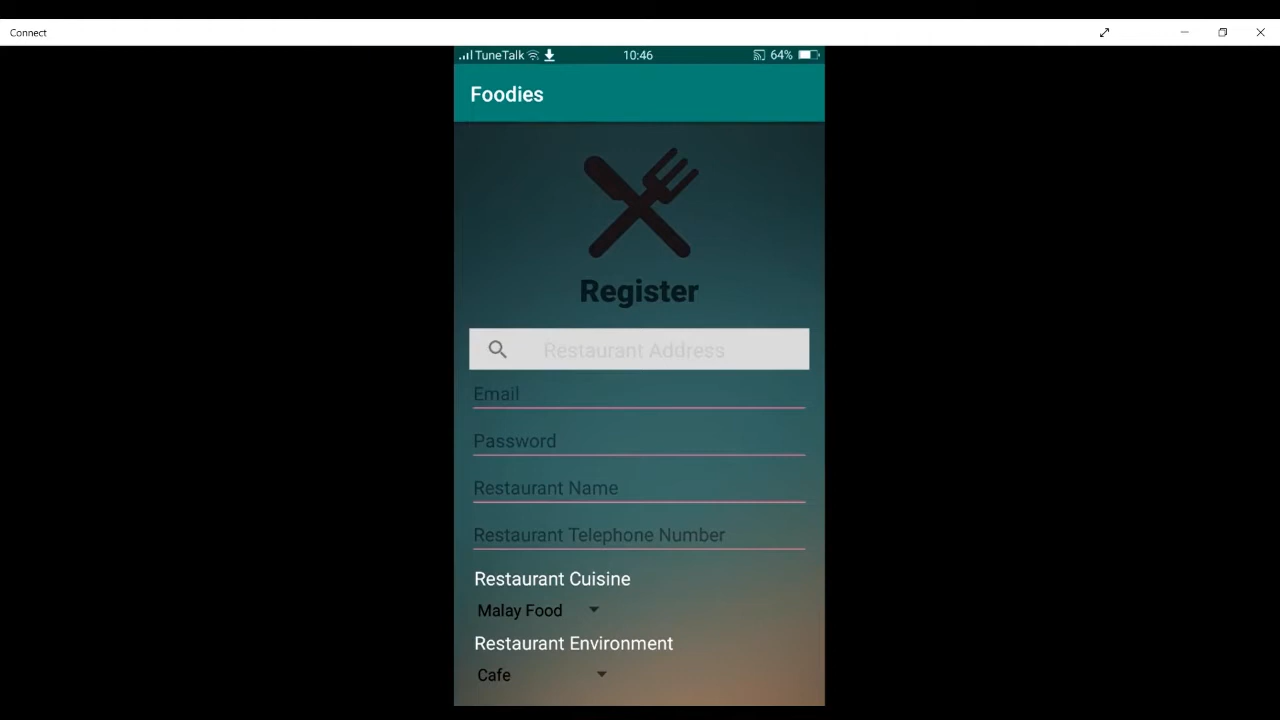 Connect
TuneTalk 10:46 64%
Foodies
Register
Restaurant Address
Email
Password
Restaurant Name
Restaurant Telephone Number
Restaurant Cuisine
Malay Food
Restaurant Environment
Cafe